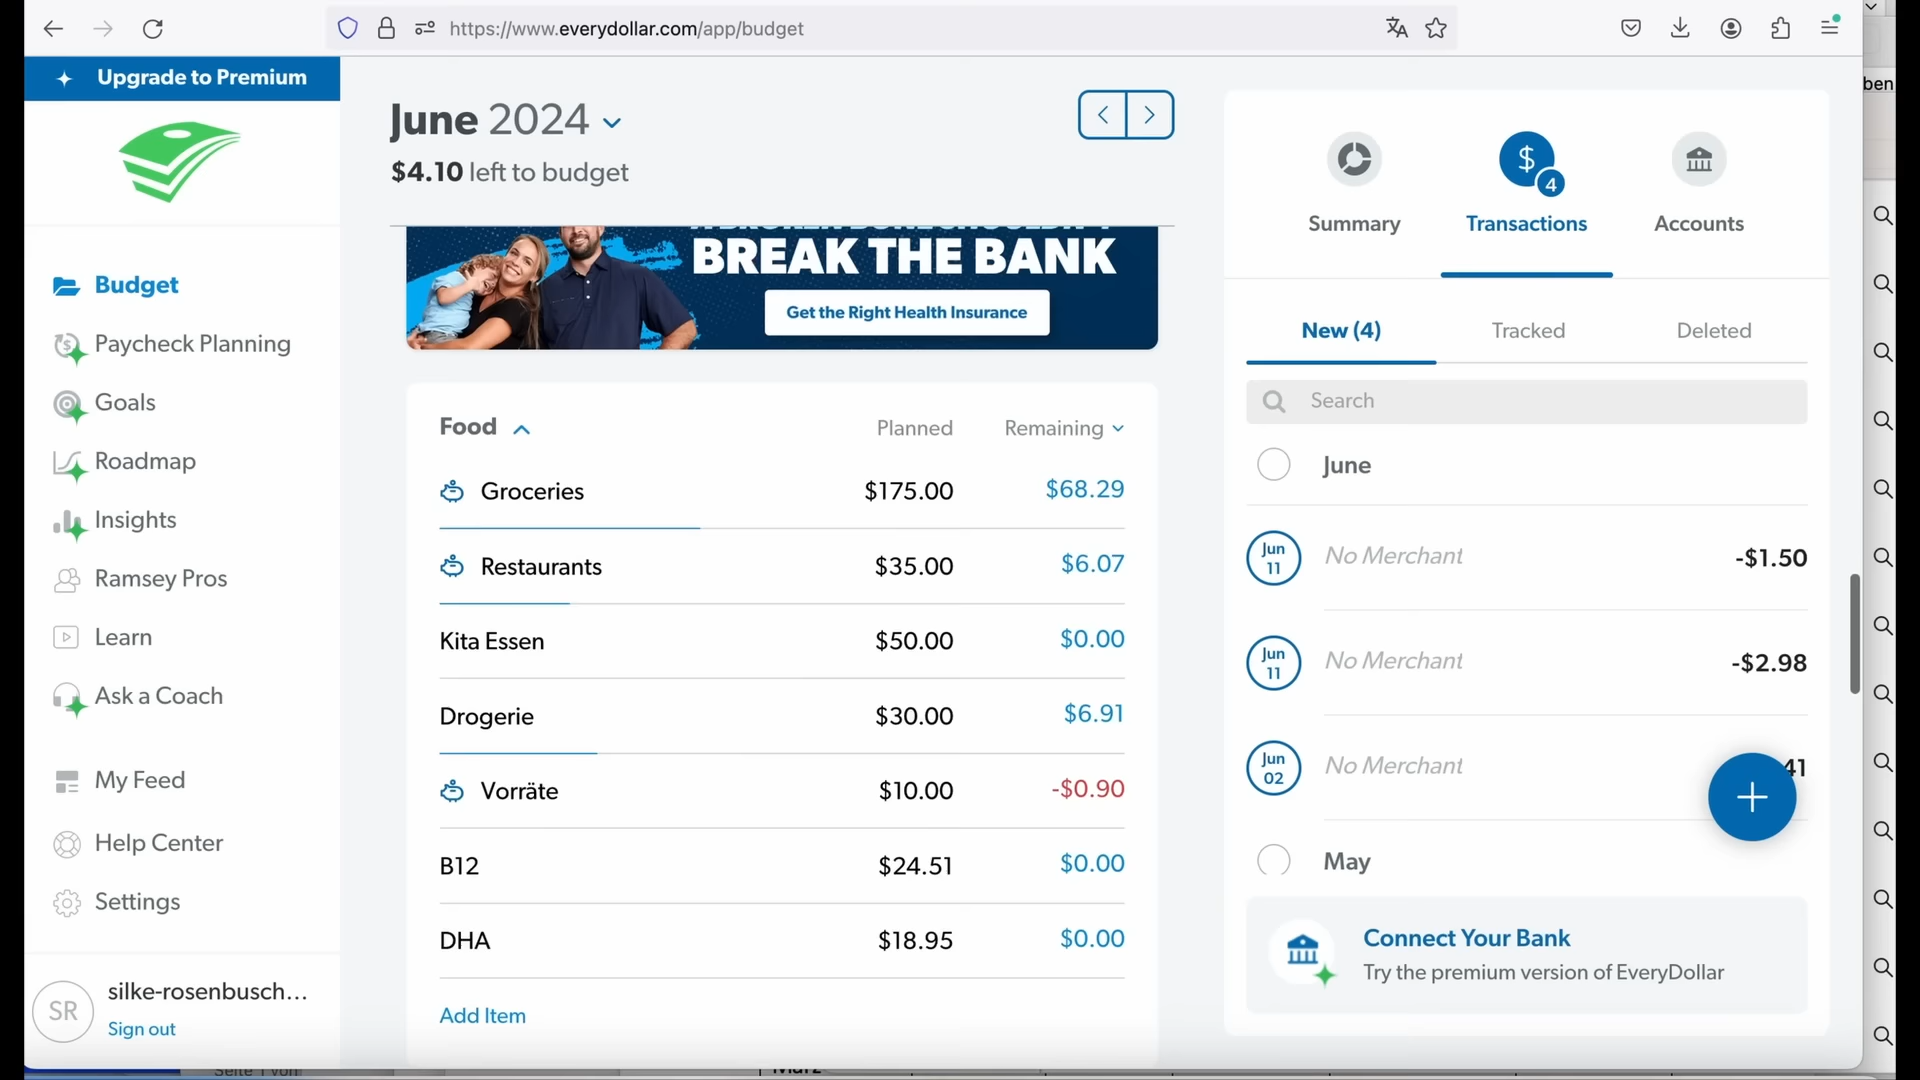 https://www.everydollar.com/app/budget
Upgrade to Premium
ben
June 2024
$4.10 left to budget
BREAK THE BANK
Get the Right Health Insurance
Budget
Paycheck Planning
Goals
Roadmap
Insights
Ramsey Pros
Learn
Ask a Coach
My Feed
Help Center
Settings
SR
silke-rosenbusch...
Sign out
Food Planned Remaining
Groceries $175.00 $68.29
Restaurants $35.00 $6.07
Kita Essen $50.00 $0.00
Drogerie $30.00 $6.91
Vorräte $10.00 -$0.90
B12 $24.51 $0.00
DHA $18.95 $0.00
Add Item
Summary
$ 4
Transactions
Accounts
New (4) Tracked Deleted
Search
June
Jun 11 No Merchant -$1.50
Jun 11 No Merchant -$2.98
Jun 02 No Merchant 41
May
Connect Your Bank
Try the premium version of EveryDollar
Seite 1 von
März